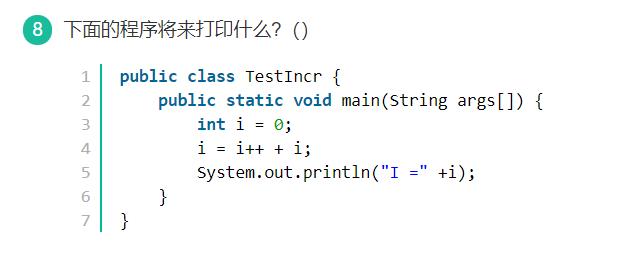 8 下面的程序将来打印什么？()
1 public class TestIncr {
2     public static void main(String args[]) {
3         int i = 0;
4         i = i++ + i;
5         System.out.println("I =" +i);
6     }
7 }